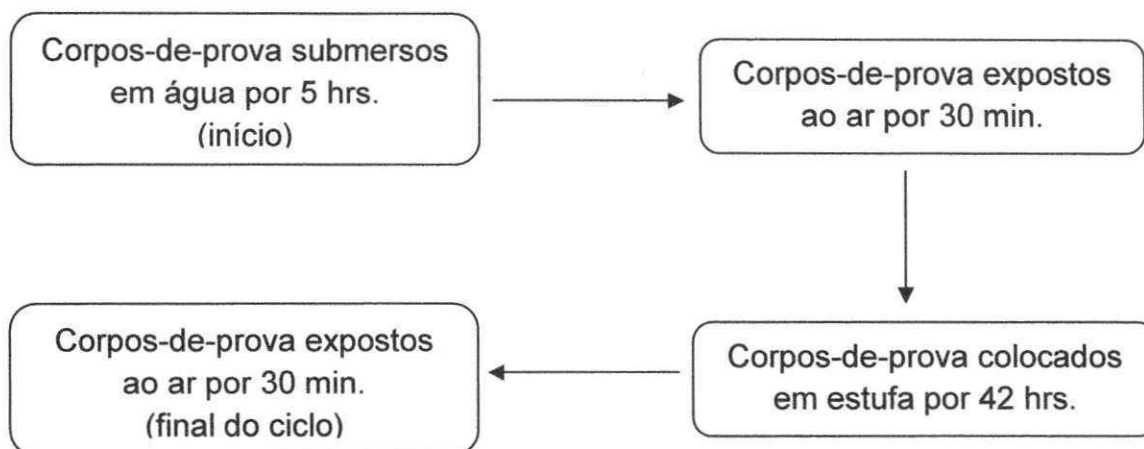 Corpos-de-prova submersos
em água por 5 hrs.
(início)
Corpos-de-prova expostos
ao ar por 30 min.
Corpos-de-prova colocados
em estufa por 42 hrs.
Corpos-de-prova expostos
ao ar por 30 min.
(final do ciclo)